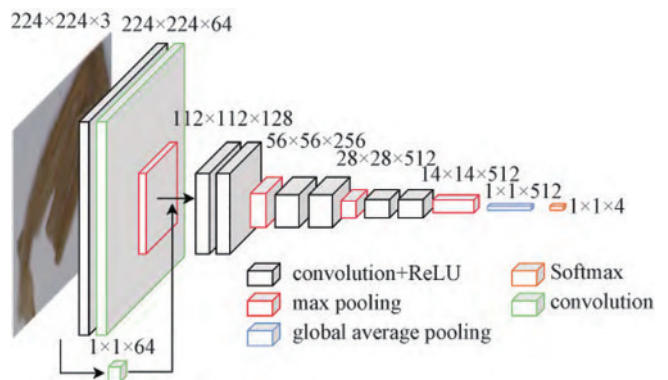 224×224×3
224×224×64
112×112×128
56×56×256
28×28×512
14×14×512
1×1×512
1×1×4
1×1×64
convolution+ReLU
max pooling
global average pooling
Softmax
convolution